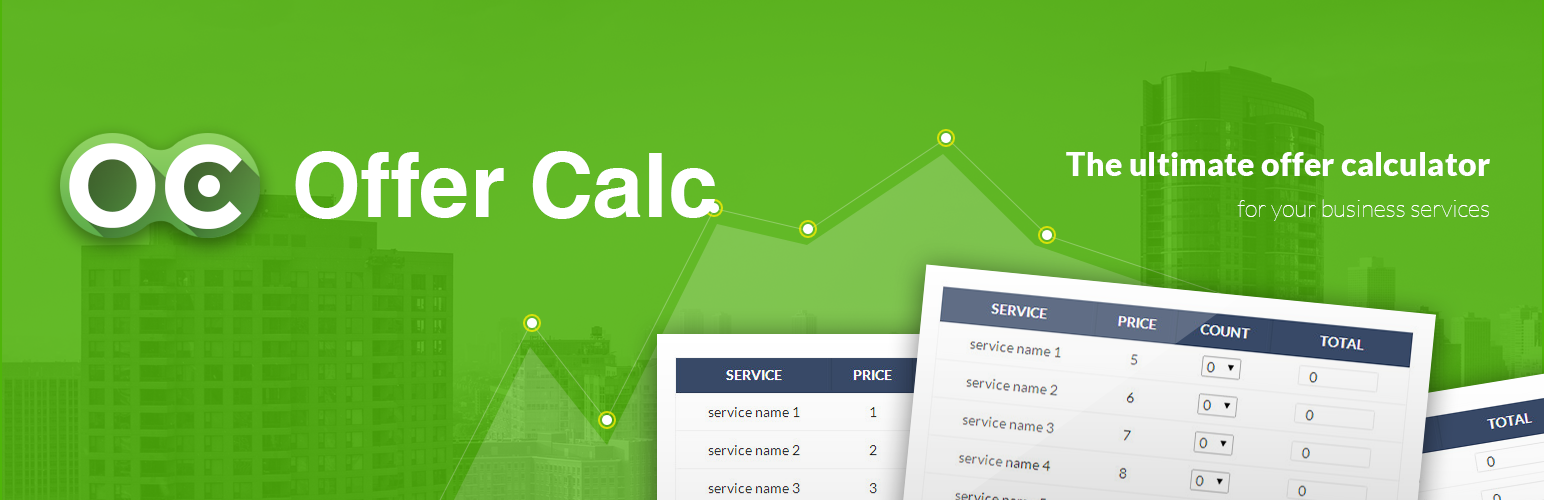 OC Offer Calc
The ultimate offer calculator
for your business services
SERVICE PRICE
service name 1 1
service name 2 2
service name 3 3
SERVICE PRICE COUNT TOTAL
service name 1 5 0 ▼ 0
service name 2 6 0 ▼ 0
service name 3 7 0 ▼ 0
service name 4 8 0 ▼ 0
TOTAL
0